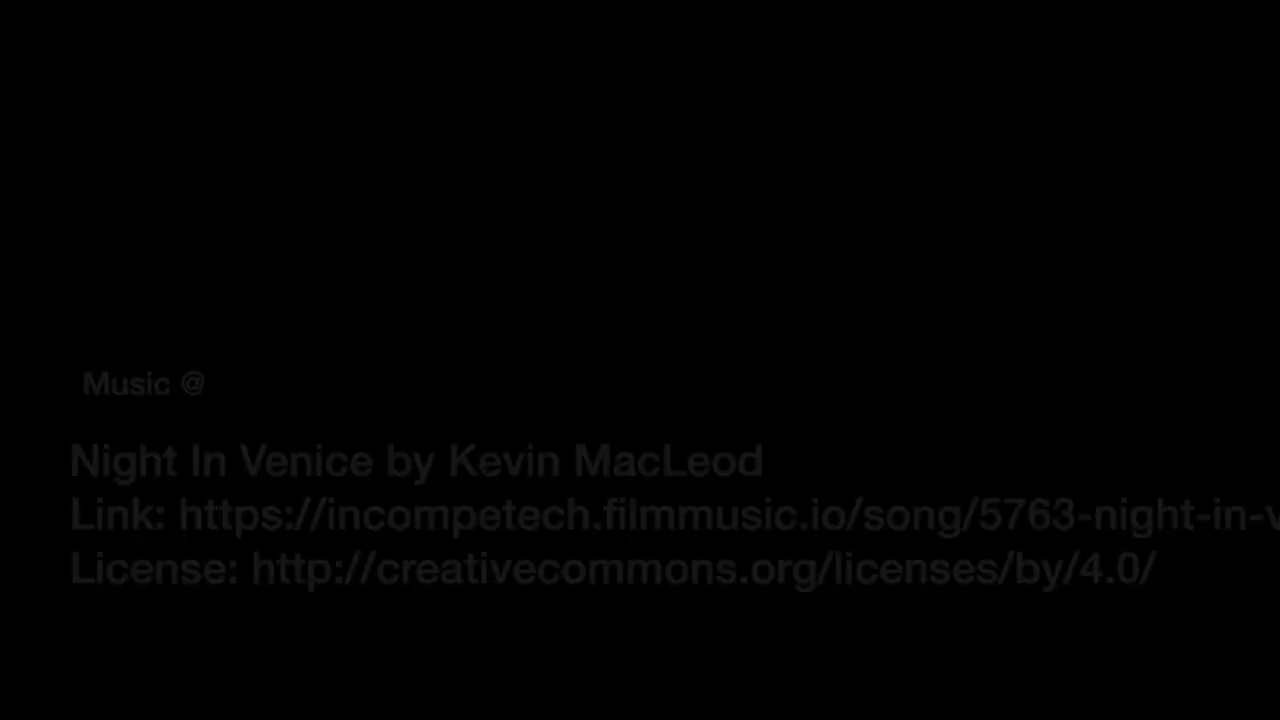 Music @
Night In Venice by Kevin MacLeod
Link: https://incompetech.filmmusic.io/song/5763-night-in-v
License: http://creativecommons.org/licenses/by/4.0/